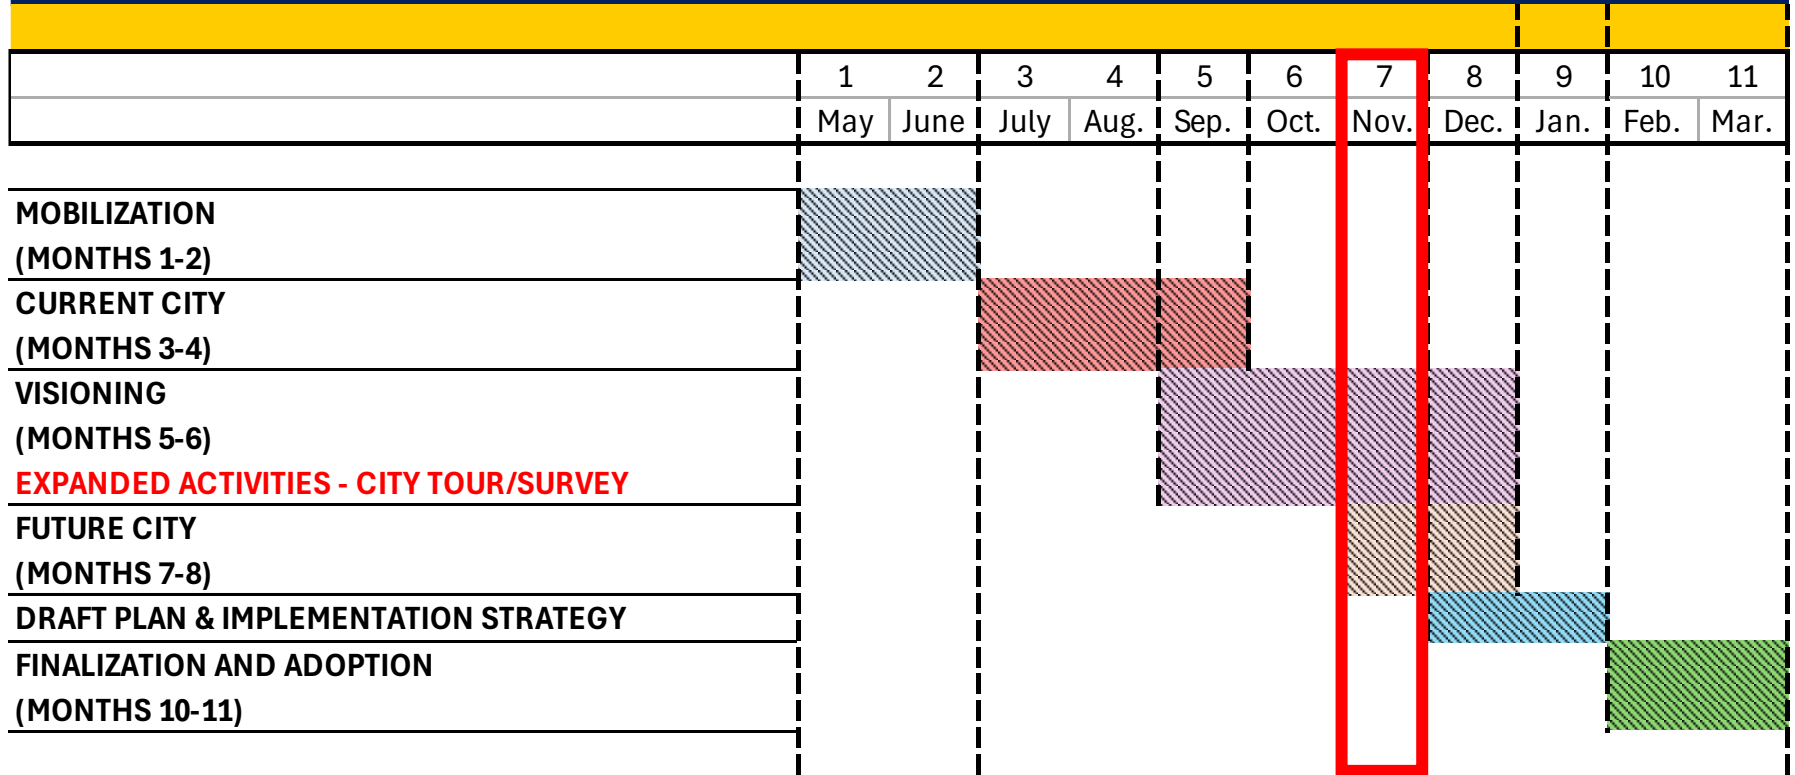 1 2 3 4 5 6 7 8 9 10 11
May June July Aug. Sep. Oct. Nov. Dec. Jan. Feb. Mar.
MOBILIZATION
(MONTHS 1-2)
CURRENT CITY
(MONTHS 3-4)
VISIONING
(MONTHS 5-6)
EXPANDED ACTIVITIES - CITY TOUR/SURVEY
FUTURE CITY
(MONTHS 7-8)
DRAFT PLAN & IMPLEMENTATION STRATEGY
FINALIZATION AND ADOPTION
(MONTHS 10-11)